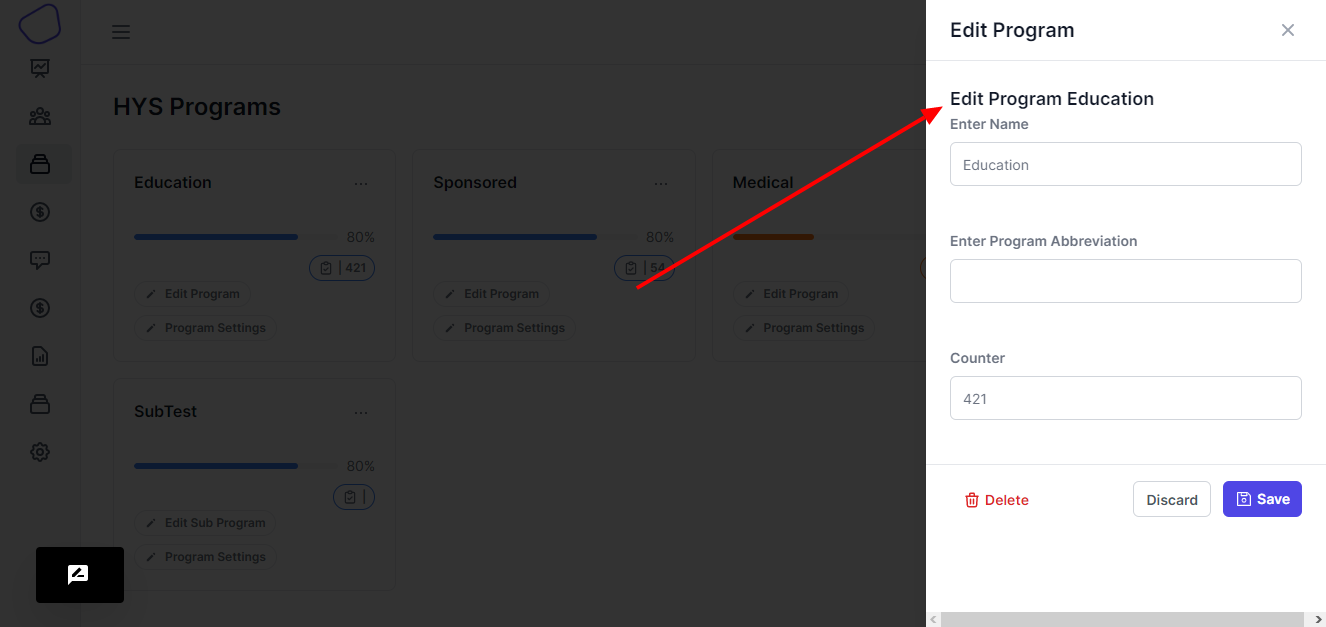 HYS Programs
Education
...
80%
| 421
Edit Program
Program Settings
Sponsored
...
80%
| 54
Edit Program
Program Settings
Medical
Edit Program
Program Settings
SubTest
...
80%
|
Edit Sub Program
Program Settings
Edit Program
Edit Program Education
Enter Name
Education
Enter Program Abbreviation
Counter
421
Delete
Discard
Save